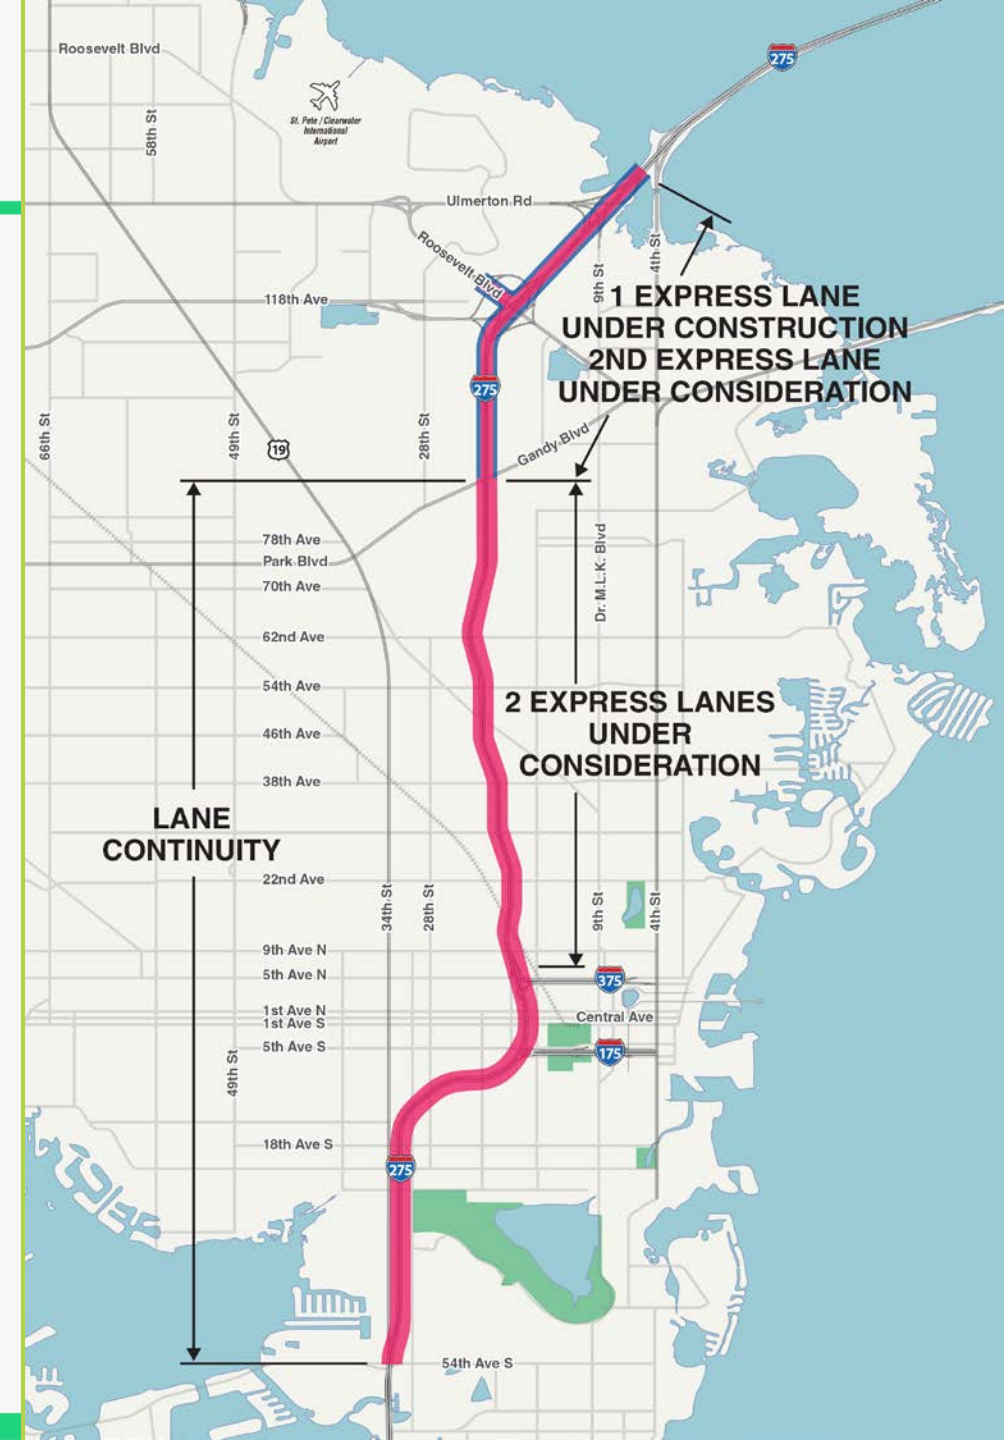 275
Roosevelt Blvd
58th St
St. Pete / Clearwater
International
Airport
Ulmerton Rd
Roosevelt Blvd
9th St
4th St
118th Ave
1 EXPRESS LANE
UNDER CONSTRUCTION
2ND EXPRESS LANE
UNDER CONSIDERATION
275
66th St
49th St
19
28th St
Gandy Blvd
78th Ave
Park Blvd
70th Ave
Dr. M.L.K. Blvd
62nd Ave
54th Ave
2 EXPRESS LANES
UNDER
CONSIDERATION
46th Ave
38th Ave
LANE
CONTINUITY
22nd Ave
34th St
28th St
9th St
4th St
9th Ave N
5th Ave N
375
1st Ave N
1st Ave S
Central Ave
5th Ave S
175
49th St
18th Ave S
275
54th Ave S